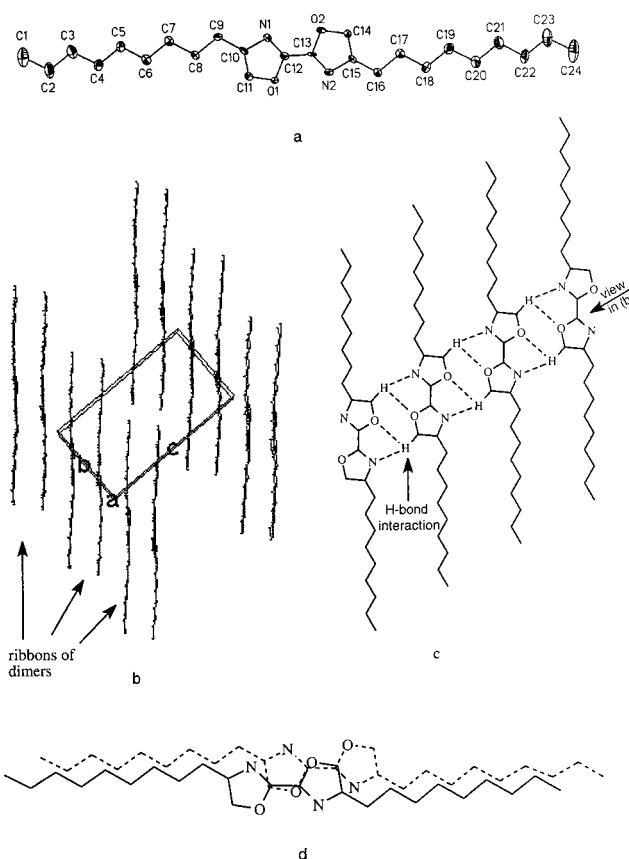 C1 C3 C5 C7 C9 N1 C13 O2 C14 C17 C19 C21 C23
C2 C4 C6 C8 C10 C12 C15 C16 C18 C20 C22 C24
C11 O1 N2
a
b
c
a
ribbons of
dimers
b
H
N
O
view
in (b
H
N
O
O
N
H
N
O
H
O
N
H
N
O
H
O
N
H
N
O
O
N
H
H-bond
interaction
c
N
O
N
O
O
N
O
N
d